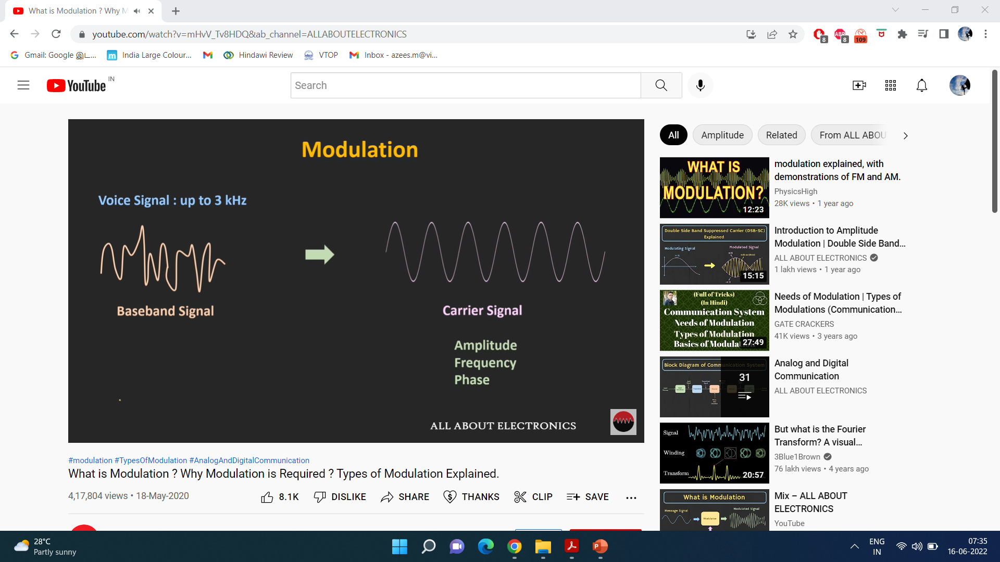 What is Modulation ? Why M
youtube.com/watch?v=mHvV_Tv8HDQ&ab_channel=ALLABOUTELECTRONICS
8
ABP
8
109
Gmail: Google இட...
India Large Colour...
Hindawi Review
VTOP
Inbox - azees.m@vi...
YouTube IN
Search
Modulation
Voice Signal : up to 3 kHz
Baseband Signal
Carrier Signal
Amplitude
Frequency
Phase
ALL ABOUT ELECTRONICS
#modulation #TypesOfModulation #AnalogAndDigitalCommunication
What is Modulation ? Why Modulation is Required ? Types of Modulation Explained.
4,17,804 views • 18-May-2020
8.1K
DISLIKE
SHARE
THANKS
CLIP
SAVE
All
Amplitude
Related
From ALL ABOU
WHAT IS
MODULATION?
12:23
modulation explained, with
demonstrations of FM and AM.
PhysicsHigh
28K views • 1 year ago
Double Side Band Suppressed Carrier (DSB-SC)
Explained
Modulating Signal
Modulated Signal
15:15
Introduction to Amplitude
Modulation | Double Side Band...
ALL ABOUT ELECTRONICS
1 lakh views • 1 year ago
(Full of Tricks)
(In Hindi)
Communication System
Needs of Modulation
Types of Modulation
Basics of Modula
27:49
Needs of Modulation | Types of
Modulations (Communication...
GATE CRACKERS
41K views • 3 years ago
Block Diagram of Communication System
31
Analog and Digital
Communication
ALL ABOUT ELECTRONICS
Signal
Winding
Transform
20:57
But what is the Fourier
Transform? A visual...
3Blue1Brown
76 lakh views • 4 years ago
What is Modulation
Message Signal
Modulated Signal
Modulation
Mix – ALL ABOUT
ELECTRONICS
YouTube
28°C
Partly sunny
ENG
IN
07:35
16-06-2022